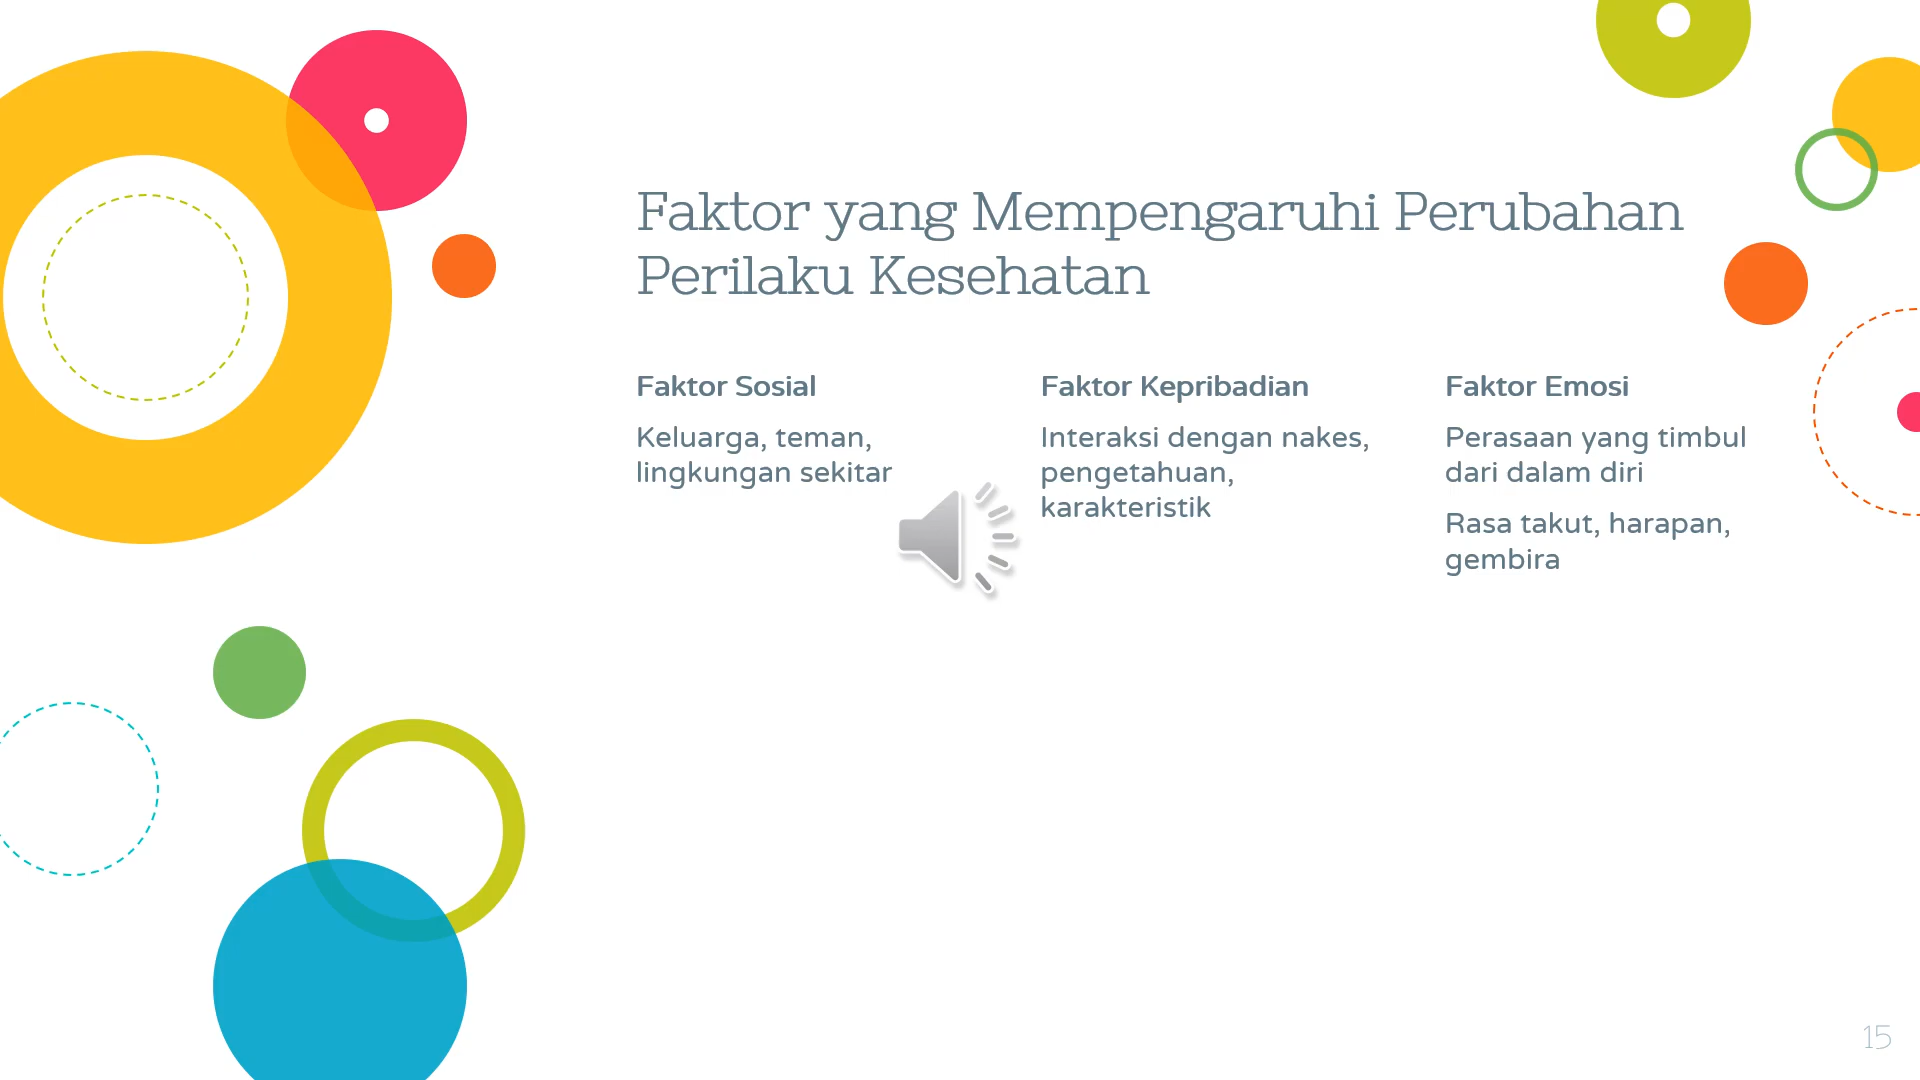 Faktor yang Mempengaruhi Perubahan
Perilaku Kesehatan
Faktor Sosial
Keluarga, teman,
lingkungan sekitar
Faktor Kepribadian
Interaksi dengan nakes,
pengetahuan,
karakteristik
Faktor Emosi
Perasaan yang timbul
dari dalam diri
Rasa takut, harapan,
gembira
15